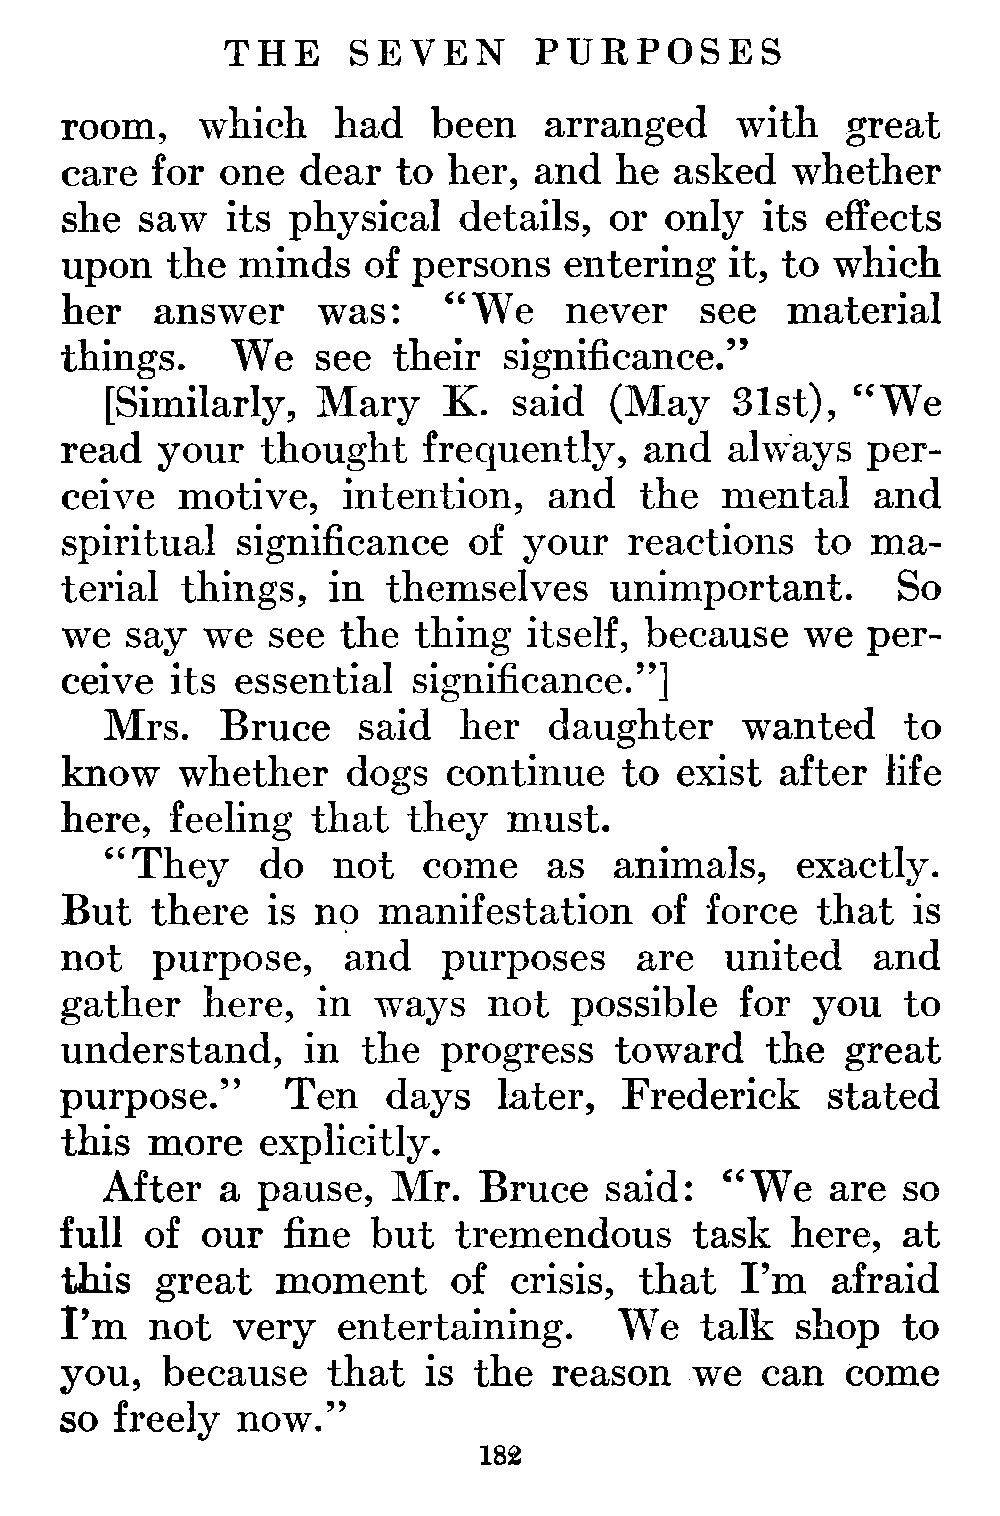 THE SEVEN PURPOSES
room, which had been arranged with great
care for one dear to her, and he asked whether
she saw its physical details, or only its effects
upon the minds of persons entering it, to which
her answer was: “We never see material
things. We see their significance.”
[Similarly, Mary K. said (May 31st), “We
read your thought frequently, and always per-
ceive motive, intention, and the mental and
spiritual significance of your reactions to ma-
terial things, in themselves unimportant. So
we say we see the thing itself, because we per-
ceive its essential significance.”]
Mrs. Bruce said her daughter wanted to
know whether dogs continue to exist after life
here, feeling that they must.
“They do not come as animals, exactly.
But there is no manifestation of force that is
not purpose, and purposes are united and
gather here, in ways not possible for you to
understand, in the progress toward the great
purpose.” Ten days later, Frederick stated
this more explicitly.
After a pause, Mr. Bruce said: “We are so
full of our fine but tremendous task here, at
this great moment of crisis, that I’m afraid
I’m not very entertaining. We talk shop to
you, because that is the reason we can come
so freely now.”
182